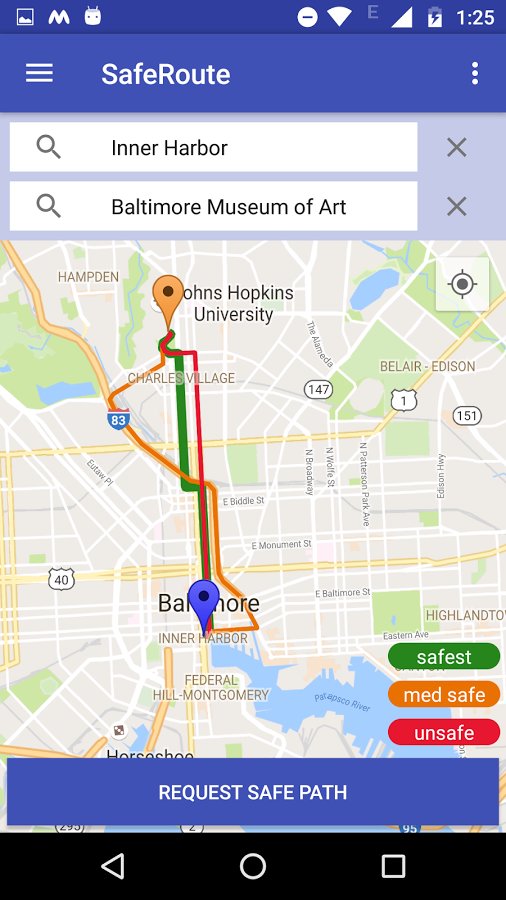 E
1:25
SafeRoute
Inner Harbor
Baltimore Museum of Art
HAMPDEN
Johns Hopkins
University
The Alameda
CHARLES VILLAGE
BELAIR - EDISON
147
1
151
83
Eutaw Pl
N Broadway
N Wolfe St
N Patterson Park Ave
Edison Hwy
E Biddle St
E Monument St
40
E Baltimore St
Baltimore
HIGHLANDTO
INNER HARBOR
Eastern Ave
safest
FEDERAL
HILL-MONTGOMERY
Patapsco River
med safe
unsafe
Horseshoe
REQUEST SAFE PATH
295
2
95